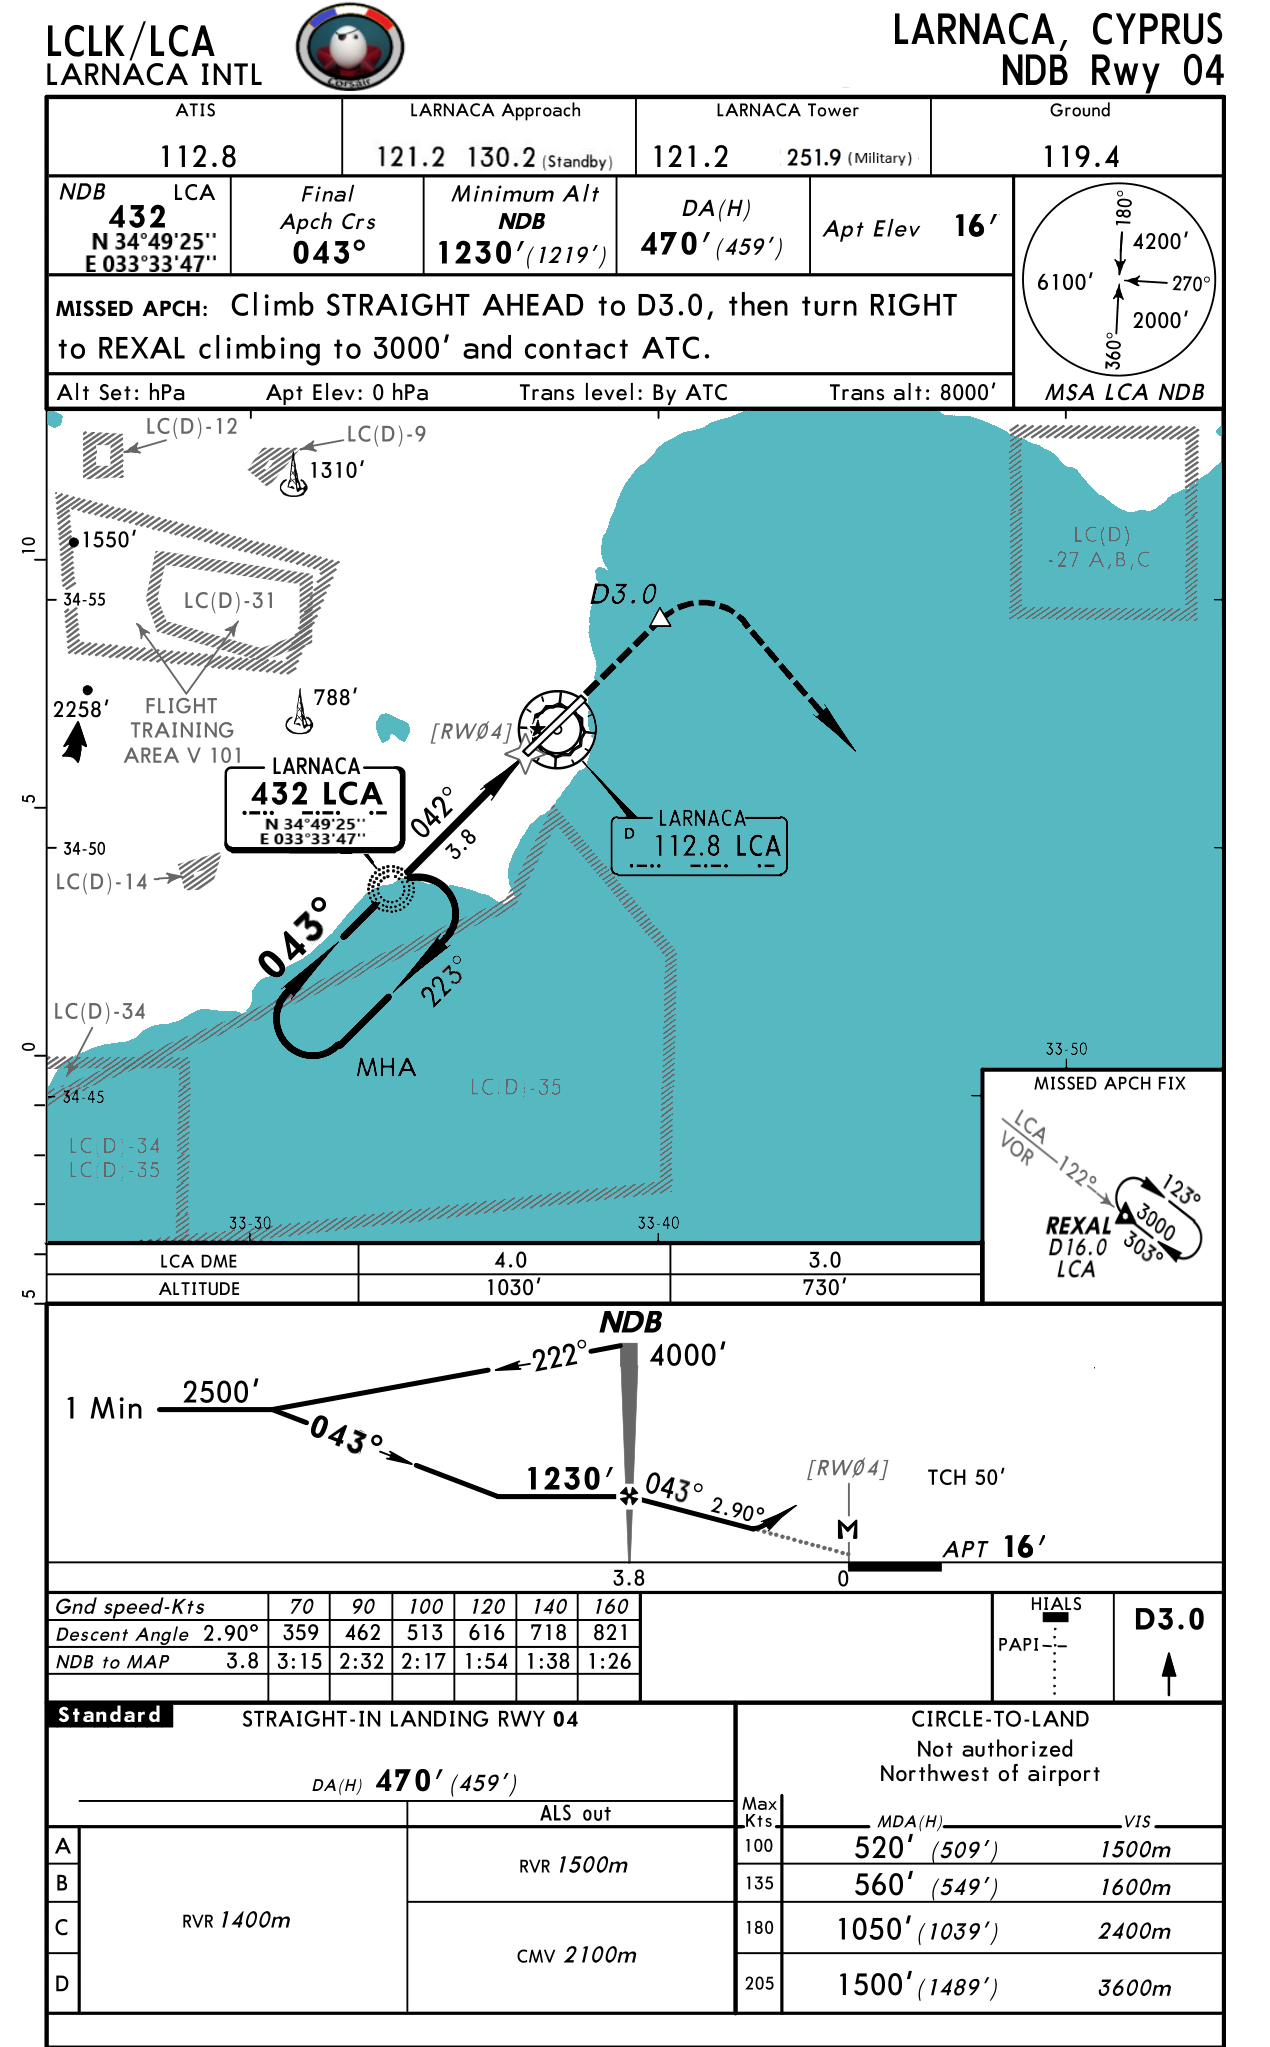 LCLK/LCA
LARNACA INTL
Corsair
LARNACA, CYPRUS
NDB Rwy 04
ATIS
112.8
LARNACA Approach
121.2 130.2 (Standby)
LARNACA Tower
121.2 251.9 (Military)
Ground
119.4
NDB LCA
432
N 34°49'25''
E 033°33'47''
Final
Apch Crs
043°
Minimum Alt
NDB
1230' (1219')
DA(H)
470' (459')
Apt Elev 16'
MISSED APCH: Climb STRAIGHT AHEAD to D3.0, then turn RIGHT
to REXAL climbing to 3000' and contact ATC.
Alt Set: hPa Apt Elev: 0 hPa Trans level: By ATC Trans alt: 8000'
180°
4200'
6100'
270°
2000'
360°
MSA LCA NDB
LC(D)-12
LC(D)-9
1310'
1550'
LC(D)-31
10
34-55
LC(D)
-27 A,B,C
D3.0
2258'
FLIGHT
TRAINING
AREA V 101
788'
[RWØ4]
LARNACA
432 LCA
N 34°49'25''
E 033°33'47''
042°
3.8
LARNACA
D 112.8 LCA
5
34-50
LC(D)-14
043°
223°
LC(D)-34
MHA
0
34-45
LC(D)-35
LC(D)-34
LC(D)-35
33-30
33-40
33-50
MISSED APCH FIX
LCA
VOR
122°
123°
3000
303°
REXAL
D16.0
LCA
5
LCA DME 4.0 3.0
ALTITUDE 1030' 730'
NDB
222°
4000'
1 Min
2500'
043°
1230'
043°
2.90°
[RWØ4]
TCH 50'
M
APT 16'
3.8
0
Gnd speed-Kts 70 90 100 120 140 160
Descent Angle 2.90° 359 462 513 616 718 821
NDB to MAP 3.8 3:15 2:32 2:17 1:54 1:38 1:26
HIALS
PAPI
D3.0
Standard
STRAIGHT-IN LANDING RWY 04
DA(H) 470' (459')
ALS out
A
B
C
D
RVR 1400m
RVR 1500m
CMV 2100m
CIRCLE-TO-LAND
Not authorized
Northwest of airport
Max
Kts MDA(H) VIS
100 520' (509') 1500m
135 560' (549') 1600m
180 1050' (1039') 2400m
205 1500' (1489') 3600m